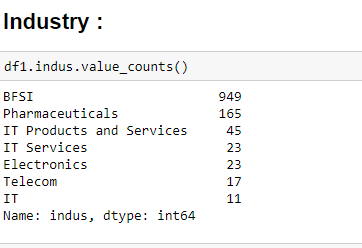 Industry :
df1.indus.value_counts()
BFSI 949
Pharmaceuticals 165
IT Products and Services 45
IT Services 23
Electronics 23
Telecom 17
IT 11
Name: indus, dtype: int64